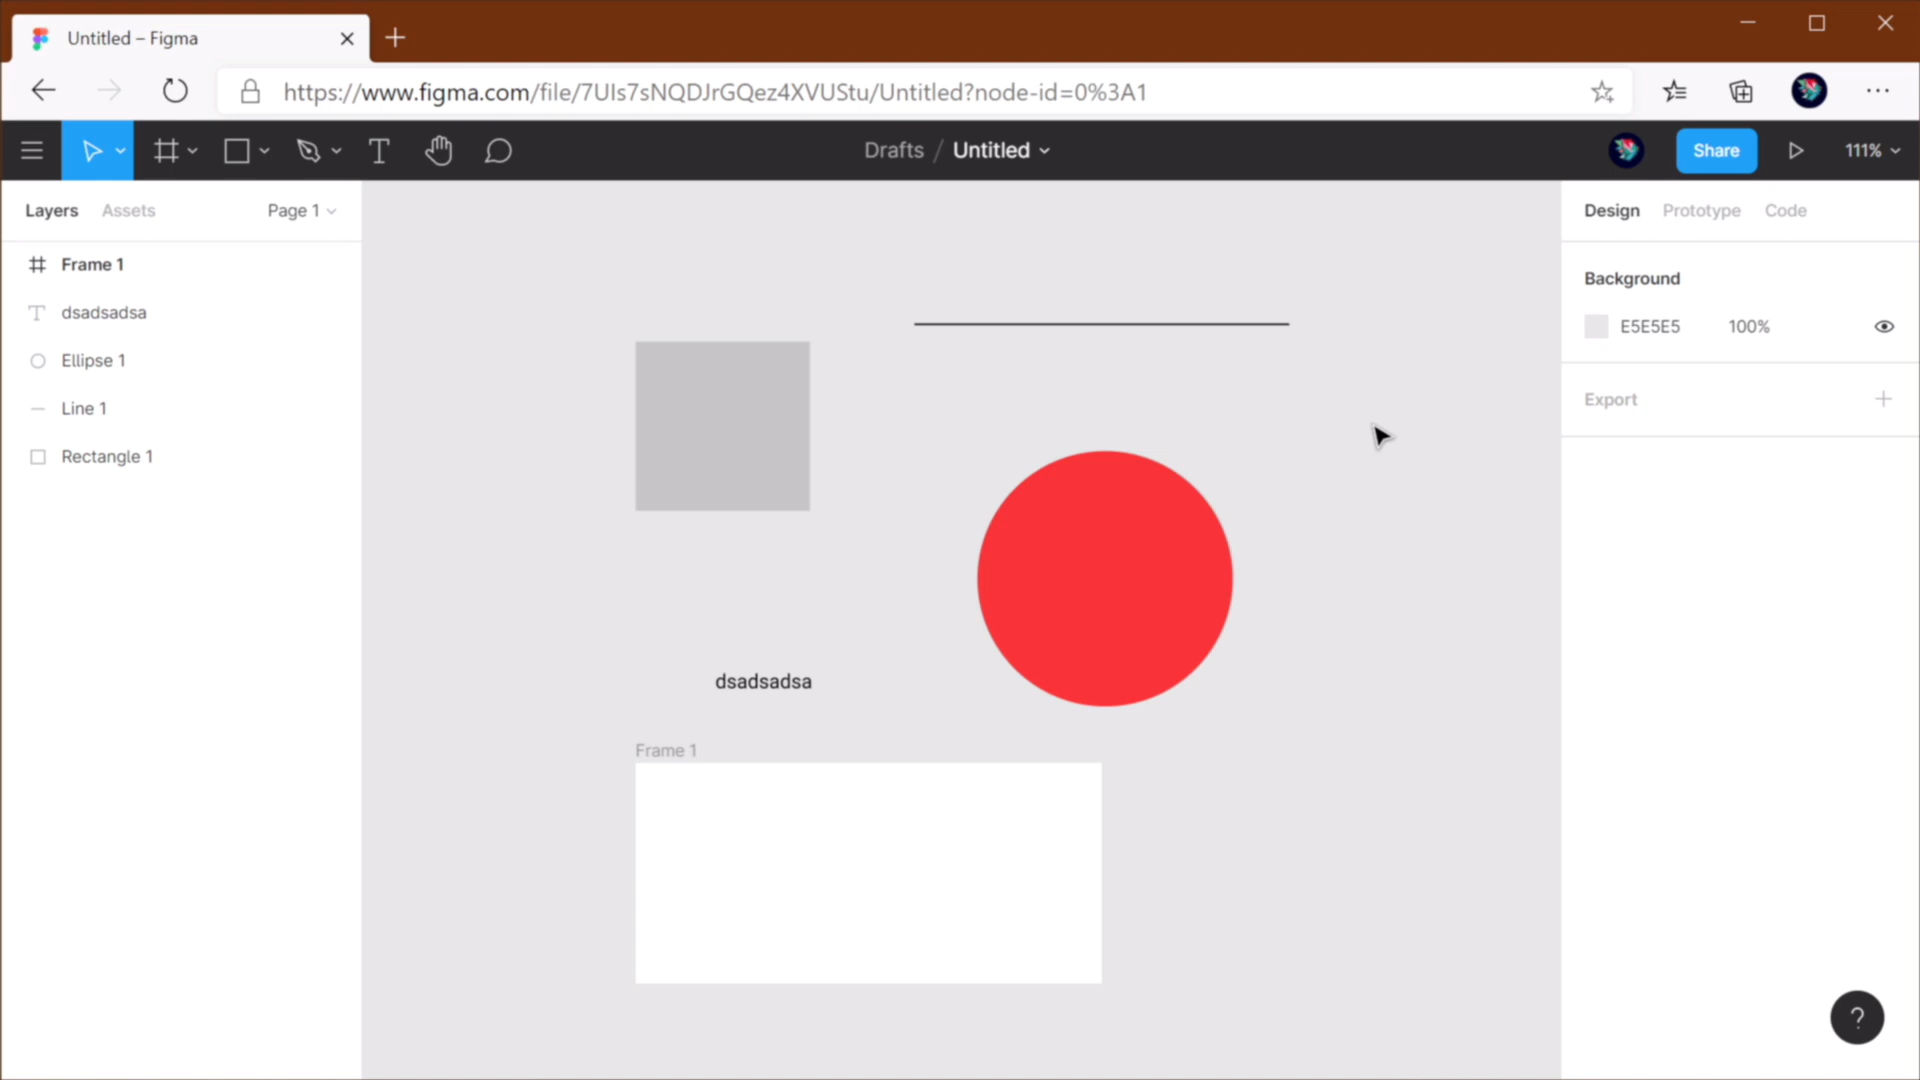 Untitled – Figma
https://www.figma.com/file/7UIs7sNQDJrGQez4XVUStu/Untitled?node-id=0%3A1
Drafts / Untitled
Share
111%
Layers
Assets
Page 1
Design
Prototype
Code
Frame 1
dsadsadsa
Ellipse 1
Line 1
Rectangle 1
Background
E5E5E5
100%
Export
dsadsadsa
Frame 1
?